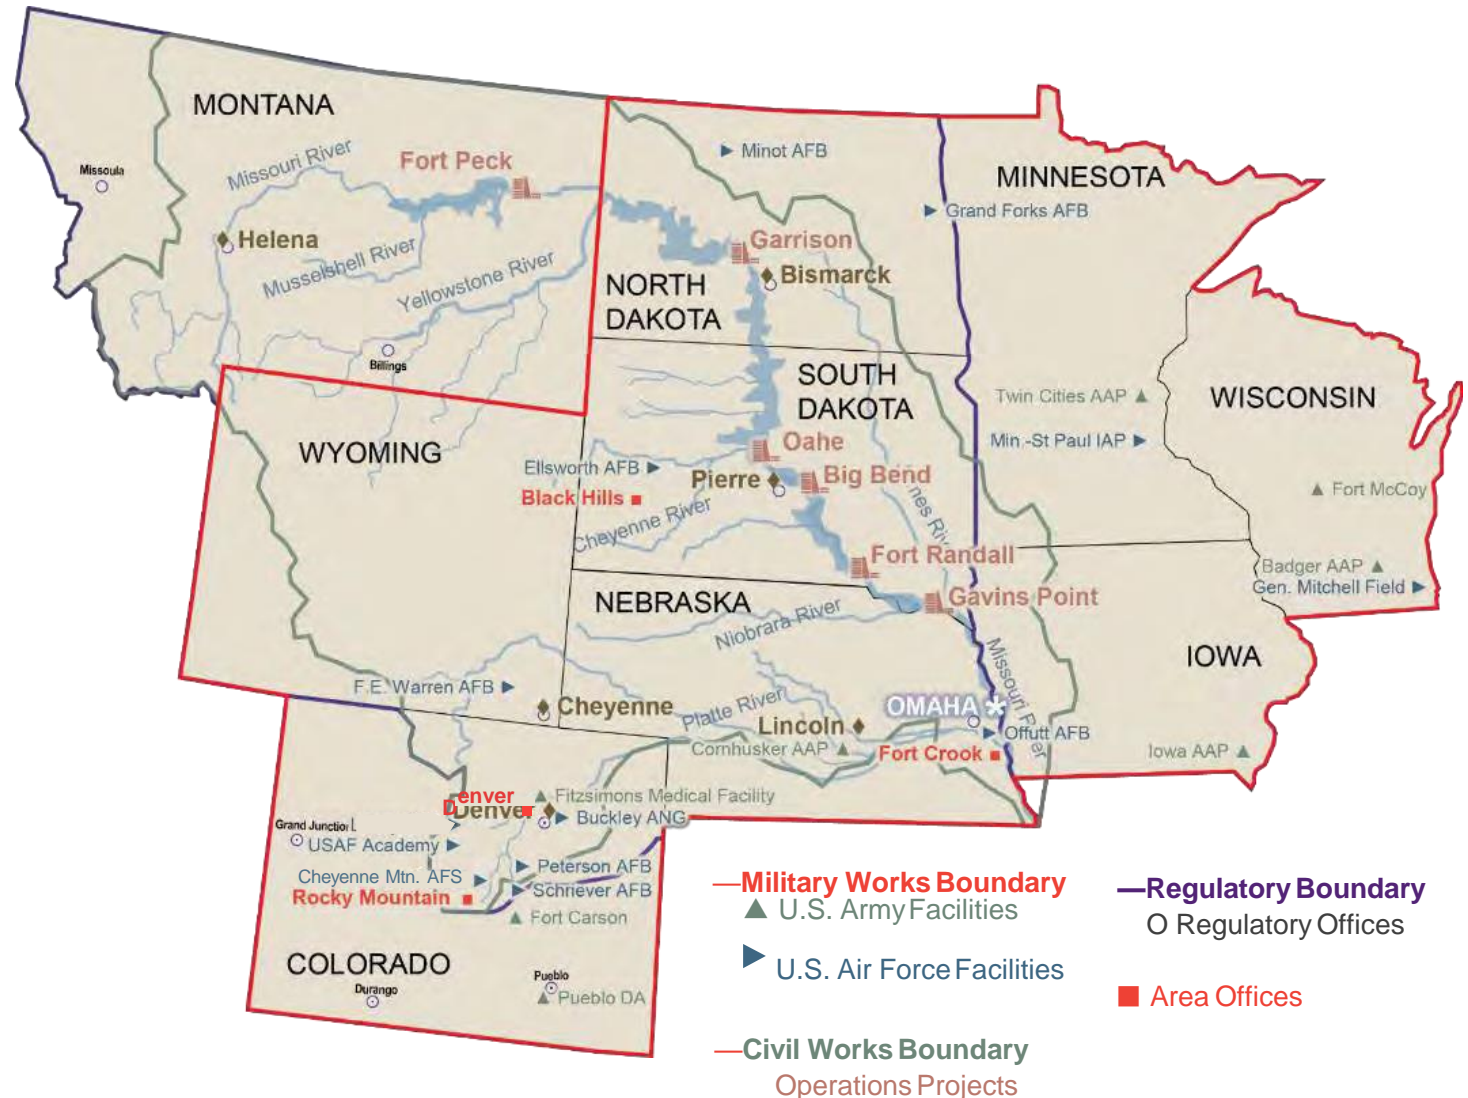 MONTANA
Missoula
Missouri River
Fort Peck
Helena
Musselshell River
Yellowstone River
Billings
Minot AFB
MINNESOTA
Grand Forks AFB
Garrison
Bismarck
NORTH
DAKOTA
SOUTH
DAKOTA
WYOMING
Twin Cities AAP
WISCONSIN
Min.-St Paul IAP
Oahe
Ellsworth AFB
Pierre
Big Bend
Black Hills
Cheyenne River
Fort McCoy
Fort Randall
Badger AAP
Gen. Mitchell Field
NEBRASKA
Gavins Point
Niobrara River
Missouri River
IOWA
F.E. Warren AFB
Cheyenne
Platte River
OMAHA
Lincoln
Offutt AFB
Cornhusker AAP
Fort Crook
Iowa AAP
Denver
Denver
Fitzsimons Medical Facility
Buckley ANG
Grand Junction
USAF Academy
Peterson AFB
Cheyenne Mtn. AFS
Schriever AFB
Rocky Mountain
Fort Carson
COLORADO
Durango
Pueblo
Pueblo DA
Military Works Boundary
U.S. Army Facilities
U.S. Air Force Facilities
Civil Works Boundary
Operations Projects
Regulatory Boundary
O Regulatory Offices
Area Offices